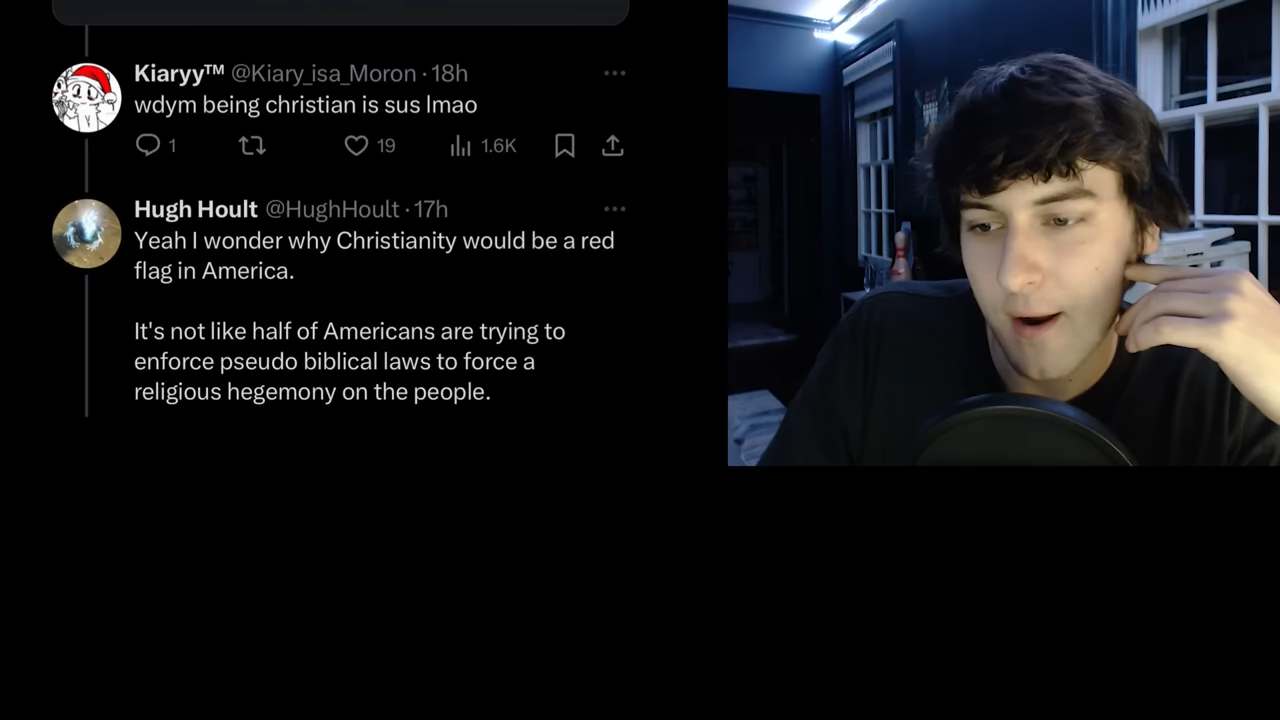 Kiaryy™ @Kiary_isa_Moron · 18h
wdym being christian is sus lmao
1 19 1.6K
Hugh Hoult @HughHoult · 17h
Yeah I wonder why Christianity would be a red
flag in America.
It's not like half of Americans are trying to
enforce pseudo biblical laws to force a
religious hegemony on the people.